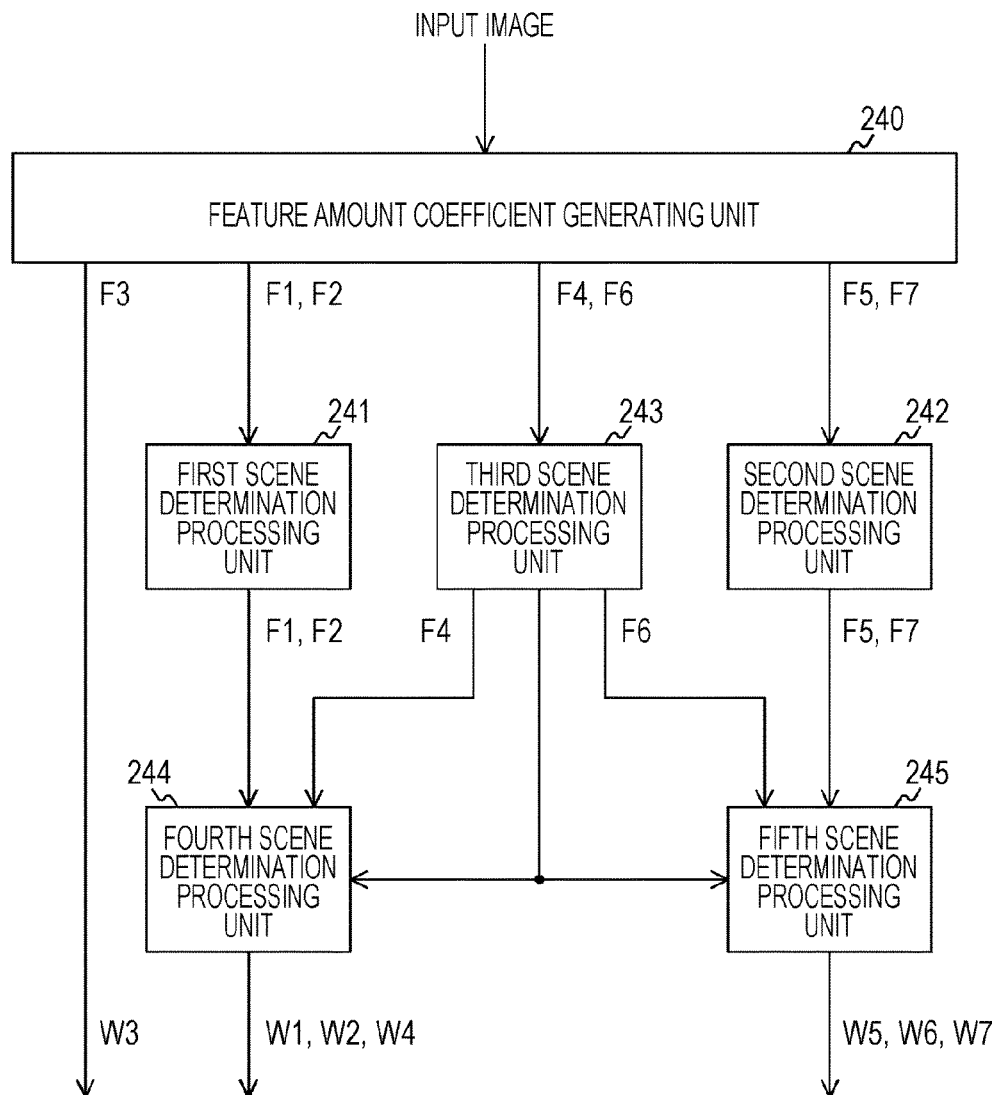 INPUT IMAGE
240
FEATURE AMOUNT COEFFICIENT GENERATING UNIT
F3
F1, F2
F4, F6
F5, F7
241
243
242
FIRST SCENE
DETERMINATION
PROCESSING
UNIT
THIRD SCENE
DETERMINATION
PROCESSING
UNIT
SECOND SCENE
DETERMINATION
PROCESSING
UNIT
F1, F2
F4
F6
F5, F7
244
245
FOURTH SCENE
DETERMINATION
PROCESSING
UNIT
FIFTH SCENE
DETERMINATION
PROCESSING
UNIT
W3
W1, W2, W4
W5, W6, W7